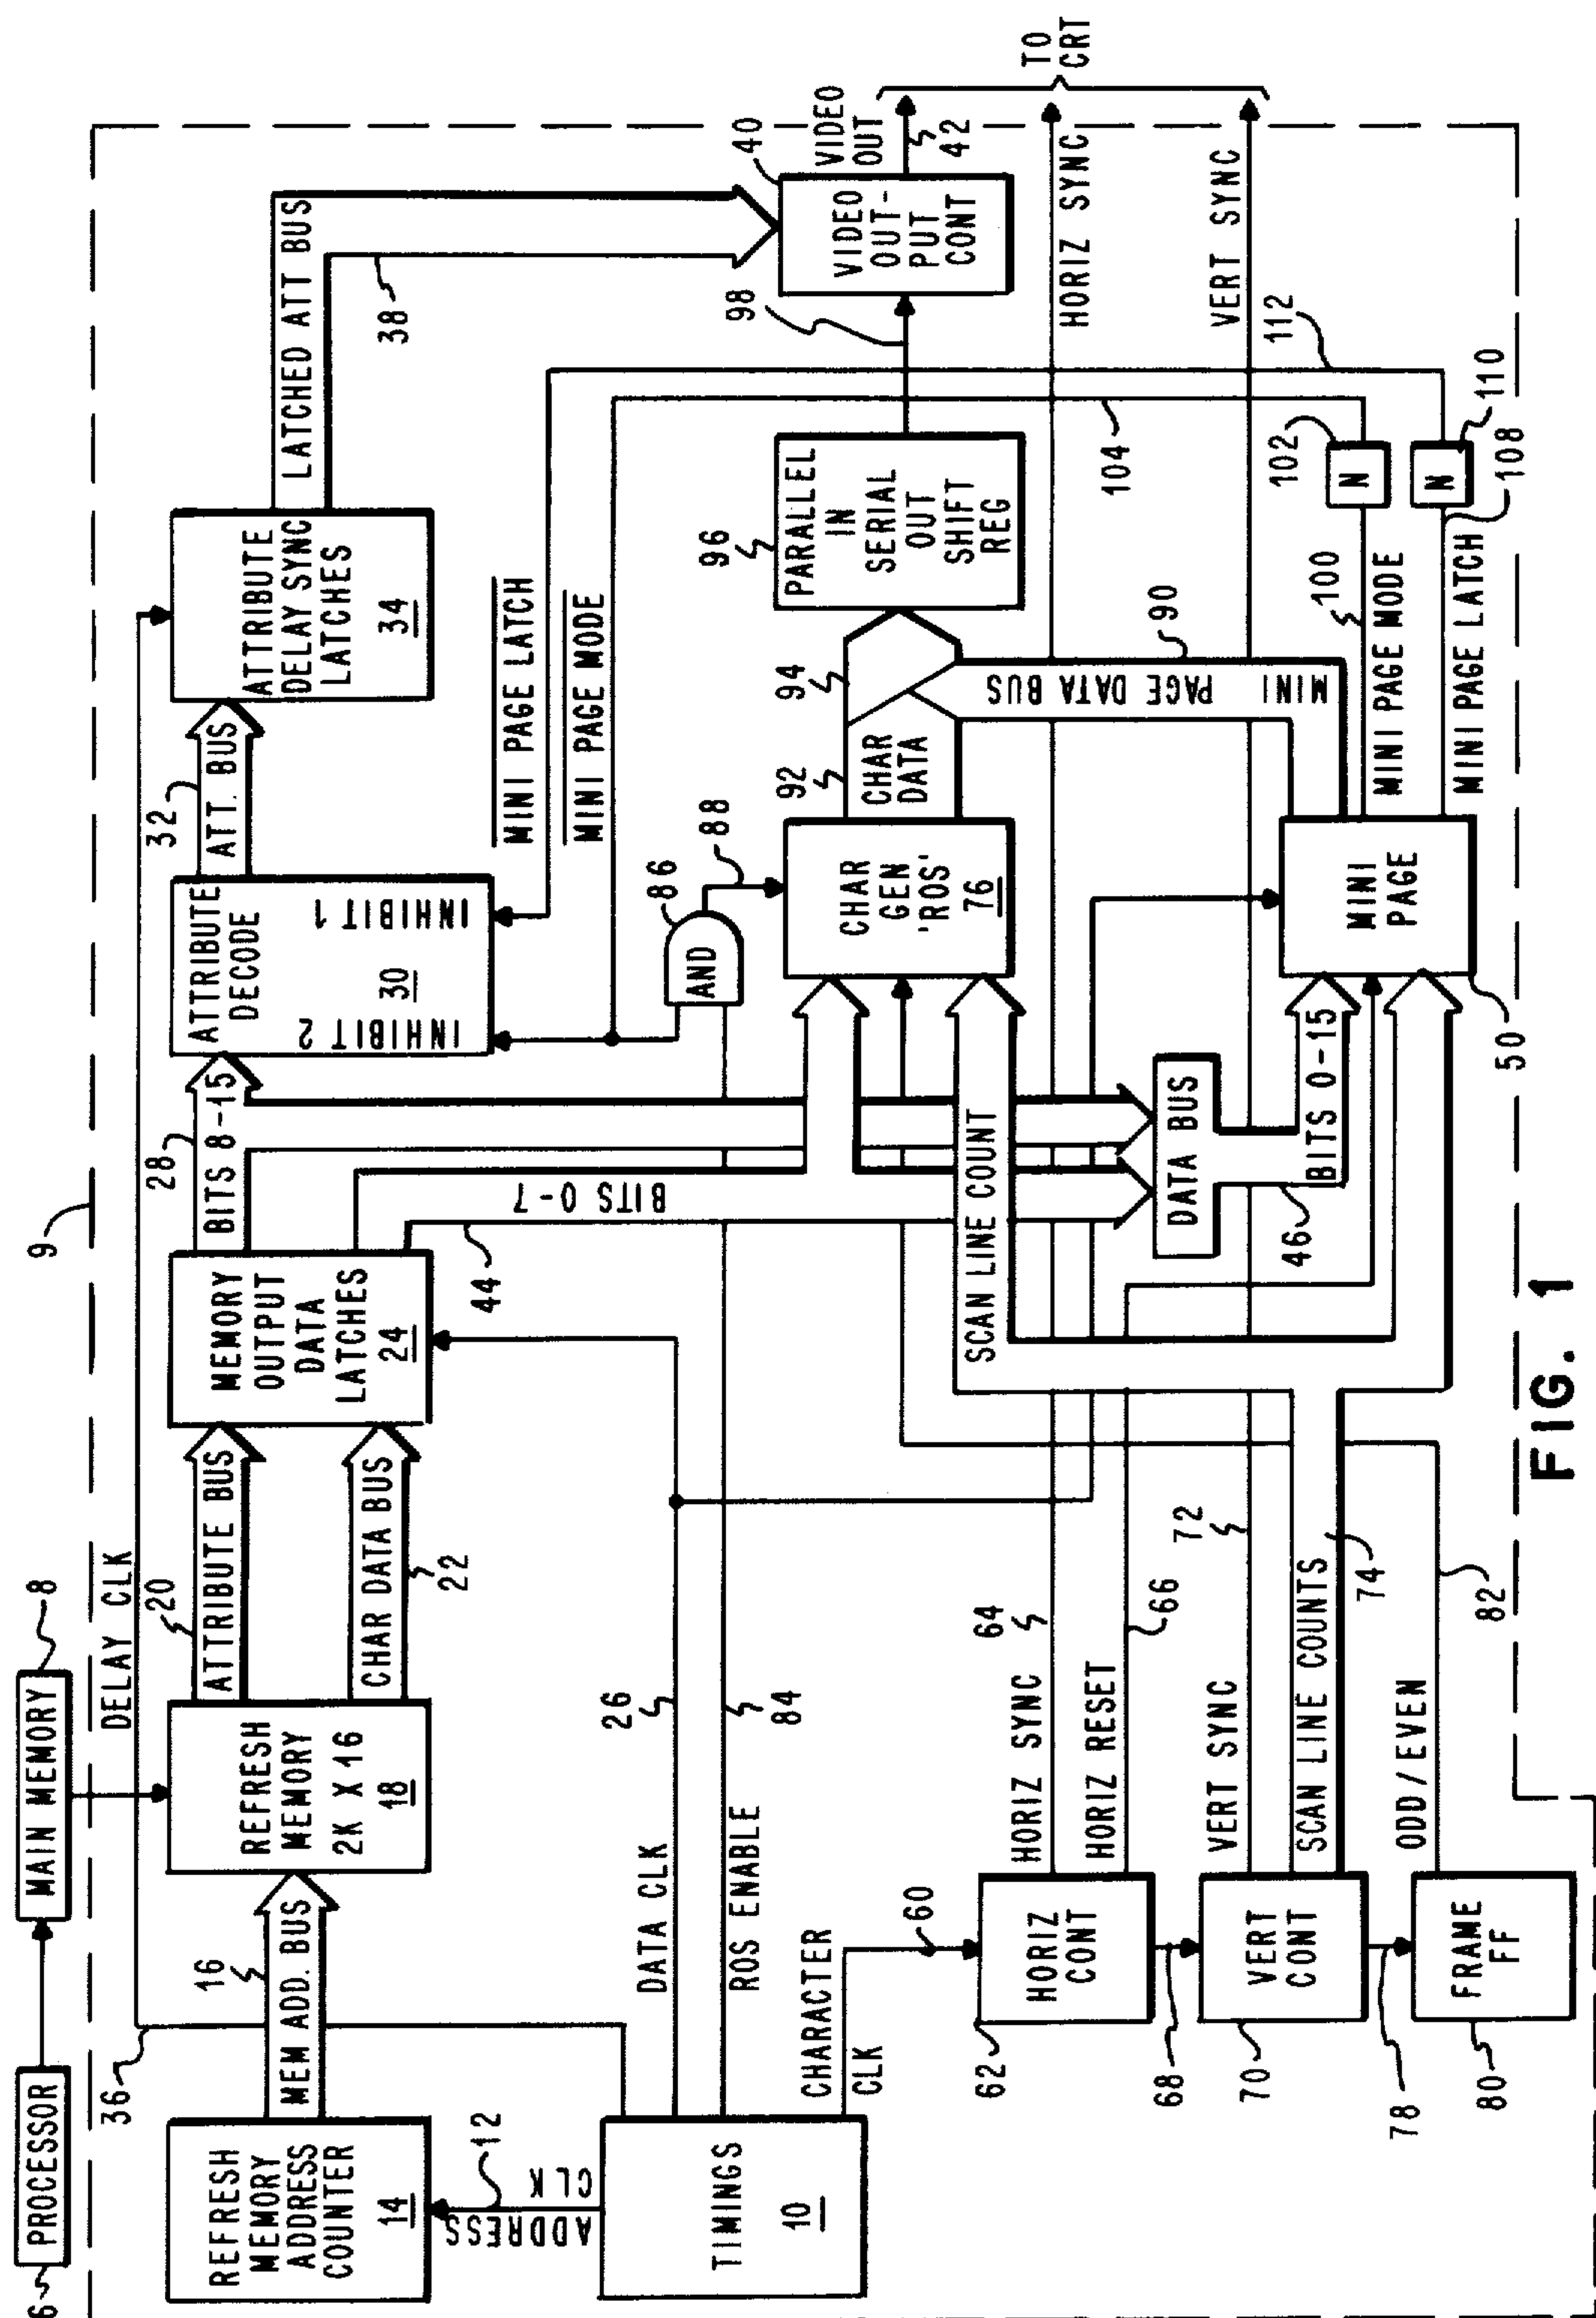 6
PROCESSOR
MAIN MEMORY
8
9
36
DELAY CLK
REFRESH
MEMORY
ADDRESS
COUNTER
14
16
MEM ADD. BUS
REFRESH
MEMORY
2K X 16
18
20
ATTRIBUTE BUS
CHAR DATA BUS
22
MEMORY
OUTPUT
DATA
LATCHES
24
28
BITS 8-15
ATTRIBUTE
DECODE
30
INHIBIT 2
INHIBIT 1
32
ATT. BUS
ATTRIBUTE
DELAY SYNC
LATCHES
34
LATCHED ATT BUS
38
12
ADDRESS
CLK
TIMINGS
10
DATA CLK
26
ROS ENABLE
84
44
BITS 0-7
MINI PAGE LATCH
MINI PAGE MODE
AND
86
88
CHARACTER
CLK
60
CHAR
GEN
'ROS'
76
92
CHAR
DATA
94
96
PARALLEL
IN
SERIAL
OUT
SHIFT
REG
98
VIDEO
OUT-
PUT
CONT
40
VIDEO
OUT
42
TO
CRT
HORIZ
CONT
62
HORIZ SYNC
64
HORIZ RESET
66
68
SCAN LINE COUNT
DATA BUS
46
BITS 0-15
MINI
PAGE DATA BUS
90
104
HORIZ SYNC
VERT SYNC
VERT
CONT
70
VERT SYNC
72
SCAN LINE COUNTS
74
78
MINI
PAGE
50
100
MINI PAGE MODE
MINI PAGE LATCH
N
102
N
108
110
112
FRAME
FF
80
ODD/EVEN
82
FIG. 1